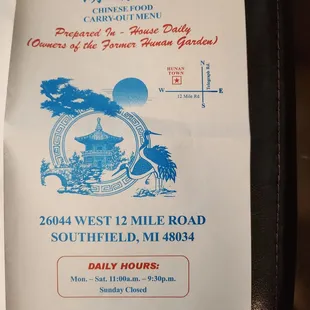 CHINESE FOOD
CARRY-OUT MENU
Prepared In - House Daily
(Owners of the Former Hunan Garden)
HUNAN
TOWN
N
W
E
S
12 Mile Rd
Telegraph Rd
26044 WEST 12 MILE ROAD
SOUTHFIELD, MI 48034
DAILY HOURS:
Mon. – Sat. 11:00a.m. – 9:30p.m.
Sunday Closed